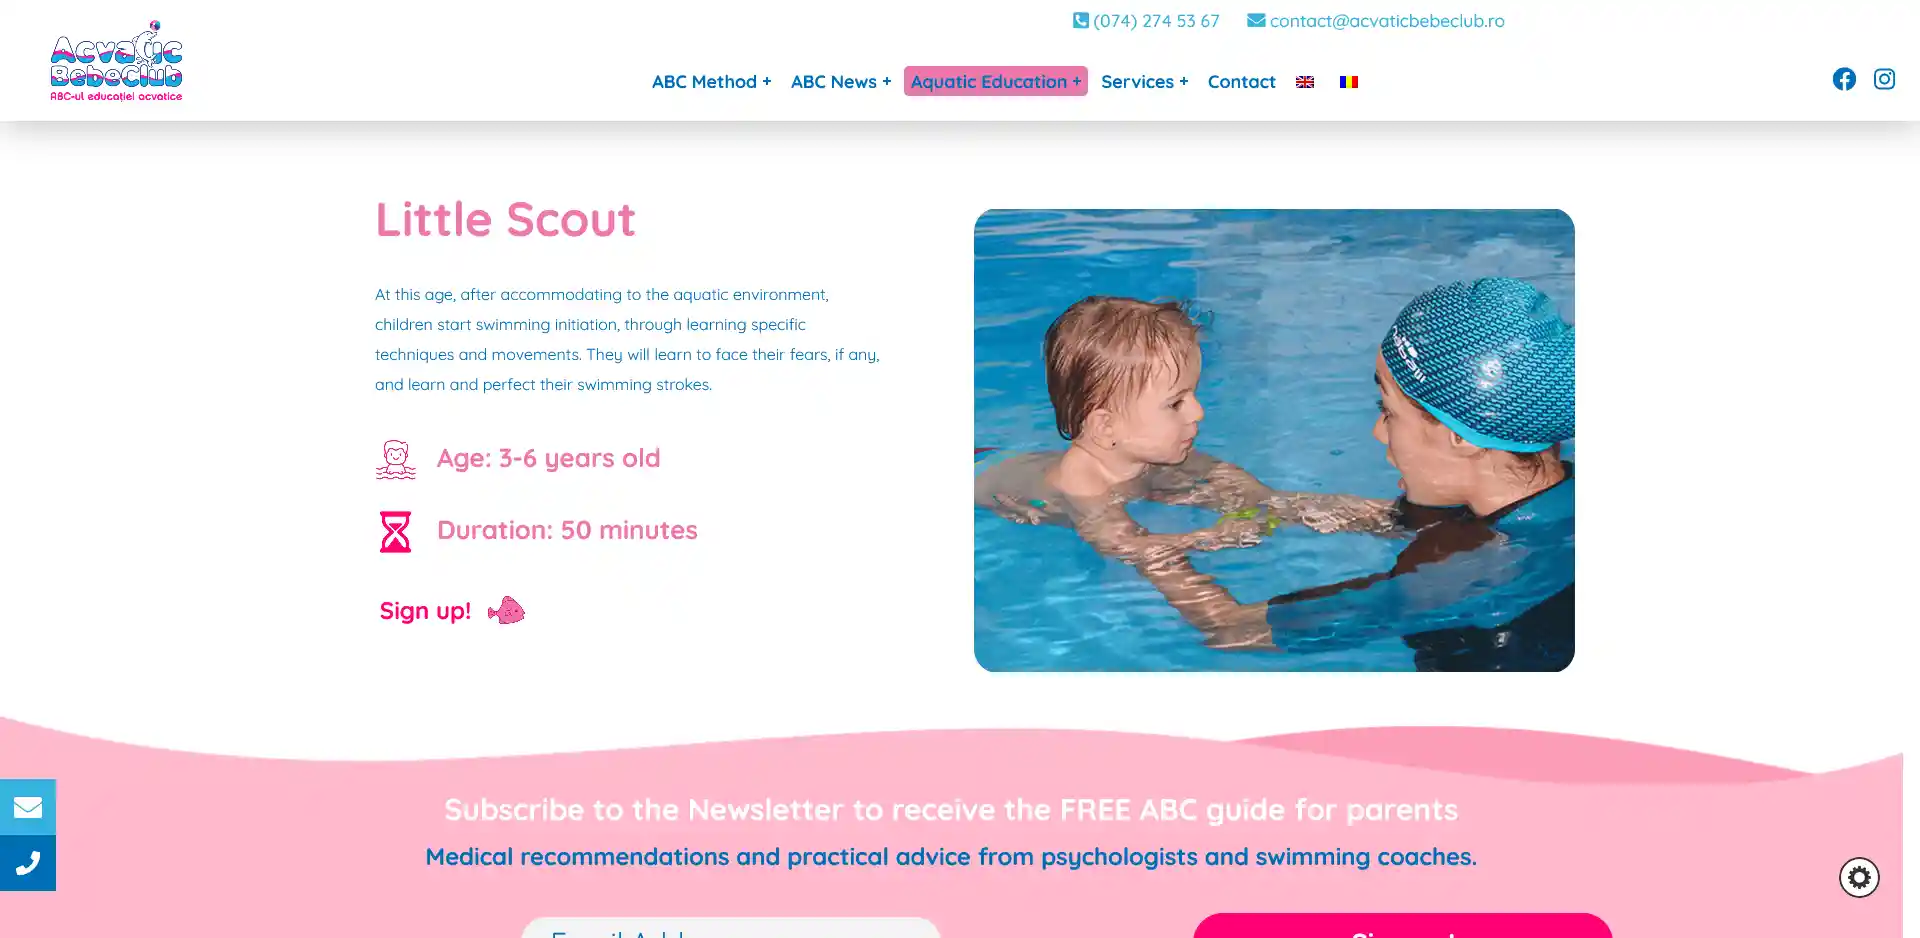 (074) 274 53 67
contact@acvaticbebeclub.ro
Acvatic
BebeClub
ABC-ul educației acvatice
ABC Method +
ABC News +
Aquatic Education +
Services +
Contact
Little Scout
At this age, after accommodating to the aquatic environment,
children start swimming initiation, through learning specific
techniques and movements. They will learn to face their fears, if any,
and learn and perfect their swimming strokes.
Age: 3-6 years old
Duration: 50 minutes
Sign up!
Subscribe to the Newsletter to receive the FREE ABC guide for parents
Medical recommendations and practical advice from psychologists and swimming coaches.